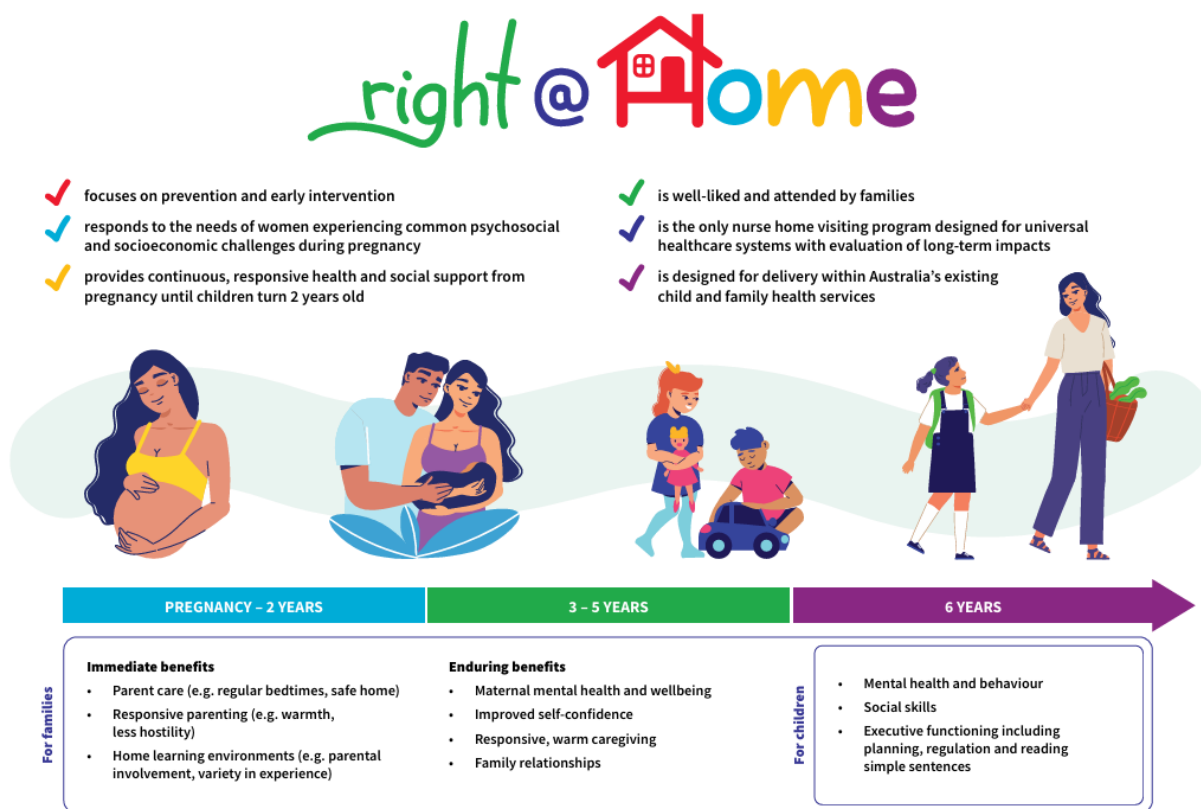 right @ Home
focuses on prevention and early intervention
responds to the needs of women experiencing common psychosocial
and socioeconomic challenges during pregnancy
provides continuous, responsive health and social support from
pregnancy until children turn 2 years old
is well-liked and attended by families
is the only nurse home visiting program designed for universal
healthcare systems with evaluation of long-term impacts
is designed for delivery within Australia's existing
child and family health services
PREGNANCY – 2 YEARS
3 – 5 YEARS
6 YEARS
For families
Immediate benefits
• Parent care (e.g. regular bedtimes, safe home)
• Responsive parenting (e.g. warmth,
less hostility)
• Home learning environments (e.g. parental
involvement, variety in experience)
Enduring benefits
• Maternal mental health and wellbeing
• Improved self-confidence
• Responsive, warm caregiving
• Family relationships
For children
• Mental health and behaviour
• Social skills
• Executive functioning including
planning, regulation and reading
simple sentences